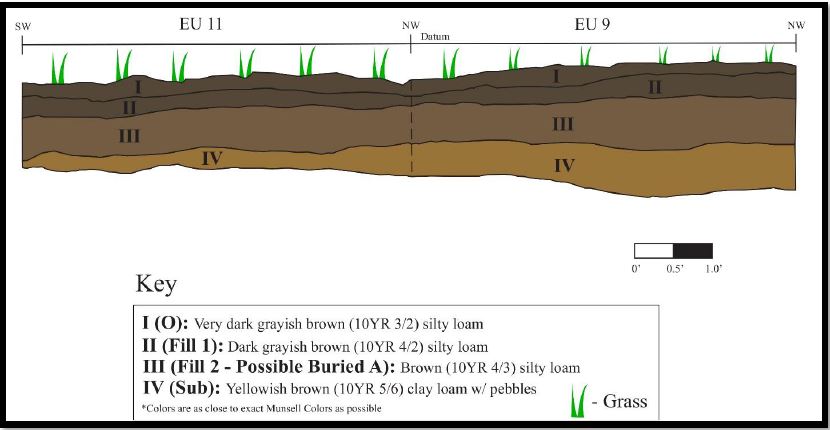 SW EU 11 NW EU 9 NW
Datum
I I
II II
III III
IV IV
0' 0.5' 1.0'
Key
I (O): Very dark grayish brown (10YR 3/2) silty loam
II (Fill 1): Dark grayish brown (10YR 4/2) silty loam
III (Fill 2 - Possible Buried A): Brown (10YR 4/3) silty loam
IV (Sub): Yellowish brown (10YR 5/6) clay loam w/ pebbles
*Colors are as close to exact Munsell Colors as possible
- Grass